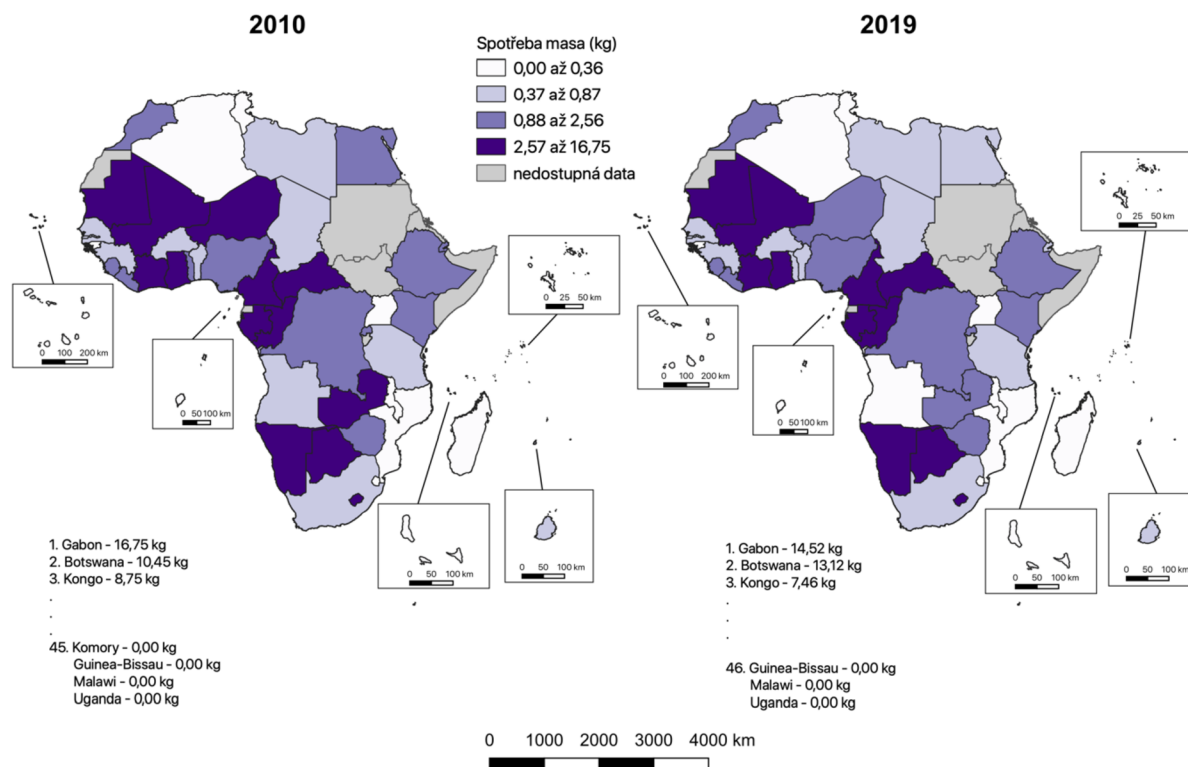 2010
2019
Spotřeba masa (kg)
0,00 až 0,36
0,37 až 0,87
0,88 až 2,56
2,57 až 16,75
nedostupná data
0 100 200 km
0 50 100 km
0 25 50 km
0 50 100 km
0 50 100 km
0 100 200 km
0 50 100 km
0 25 50 km
0 50 100 km
0 50 100 km
1. Gabon - 16,75 kg
2. Botswana - 10,45 kg
3. Kongo - 8,75 kg
.
.
.
45. Komory - 0,00 kg
Guinea-Bissau - 0,00 kg
Malawi - 0,00 kg
Uganda - 0,00 kg
1. Gabon - 14,52 kg
2. Botswana - 13,12 kg
3. Kongo - 7,46 kg
.
.
.
46. Guinea-Bissau - 0,00 kg
Malawi - 0,00 kg
Uganda - 0,00 kg
0 1000 2000 3000 4000 km